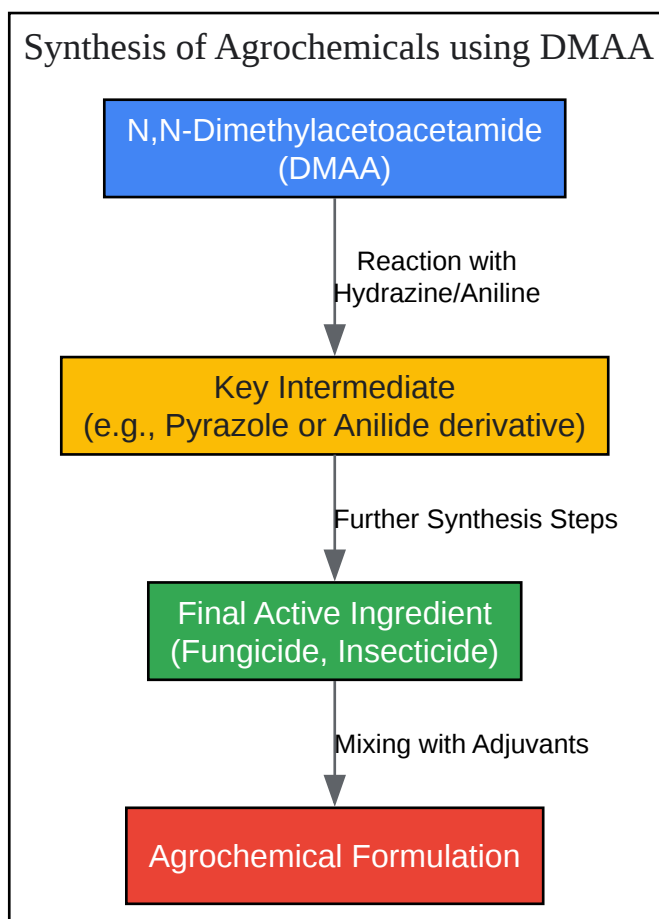 Synthesis of Agrochemicals using DMAA
N,N-Dimethylacetoacetamide
(DMAA)
Reaction with
Hydrazine/Aniline
Key Intermediate
(e.g., Pyrazole or Anilide derivative)
Further Synthesis Steps
Final Active Ingredient
(Fungicide, Insecticide)
Mixing with Adjuvants
Agrochemical Formulation